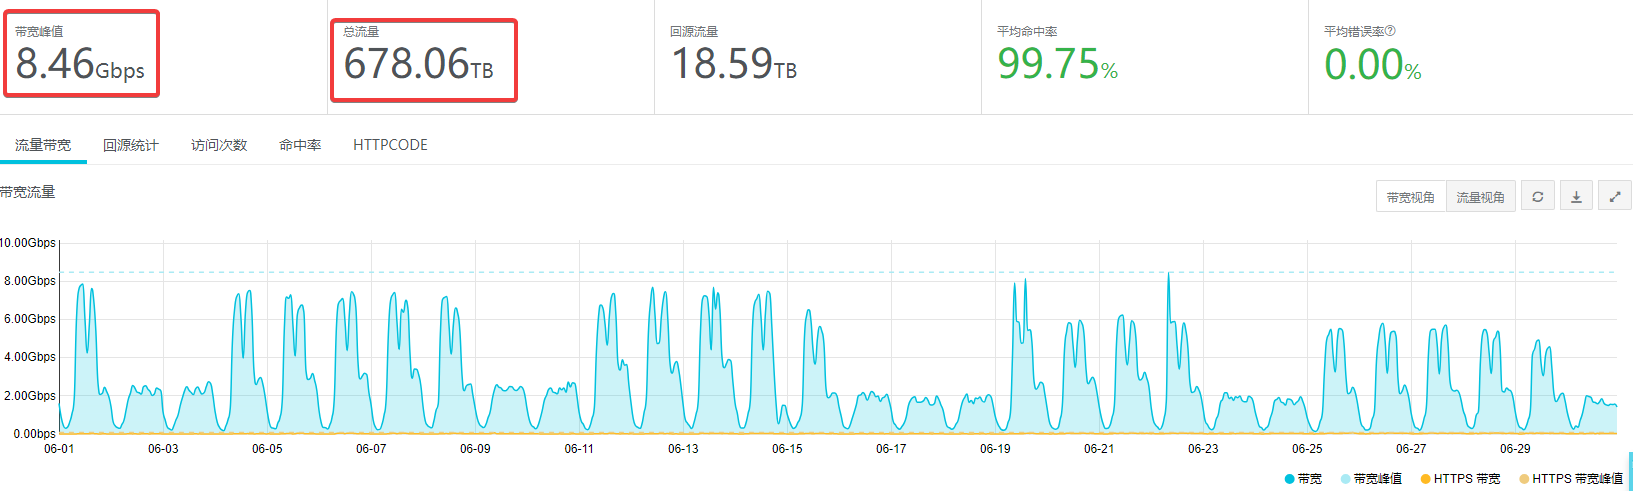 带宽峰值
8.46Gbps
总流量
678.06TB
回源流量
18.59TB
平均命中率
99.75%
平均错误率?
0.00%
流量带宽 回源统计 访问次数 命中率 HTTPCODE
带宽流量
带宽视角 流量视角
10.00Gbps
8.00Gbps
6.00Gbps
4.00Gbps
2.00Gbps
0.00bps
06-01 06-03 06-05 06-07 06-09 06-11 06-13 06-15 06-17 06-19 06-21 06-23 06-25 06-27 06-29
带宽 带宽峰值 HTTPS 带宽 HTTPS 带宽峰值